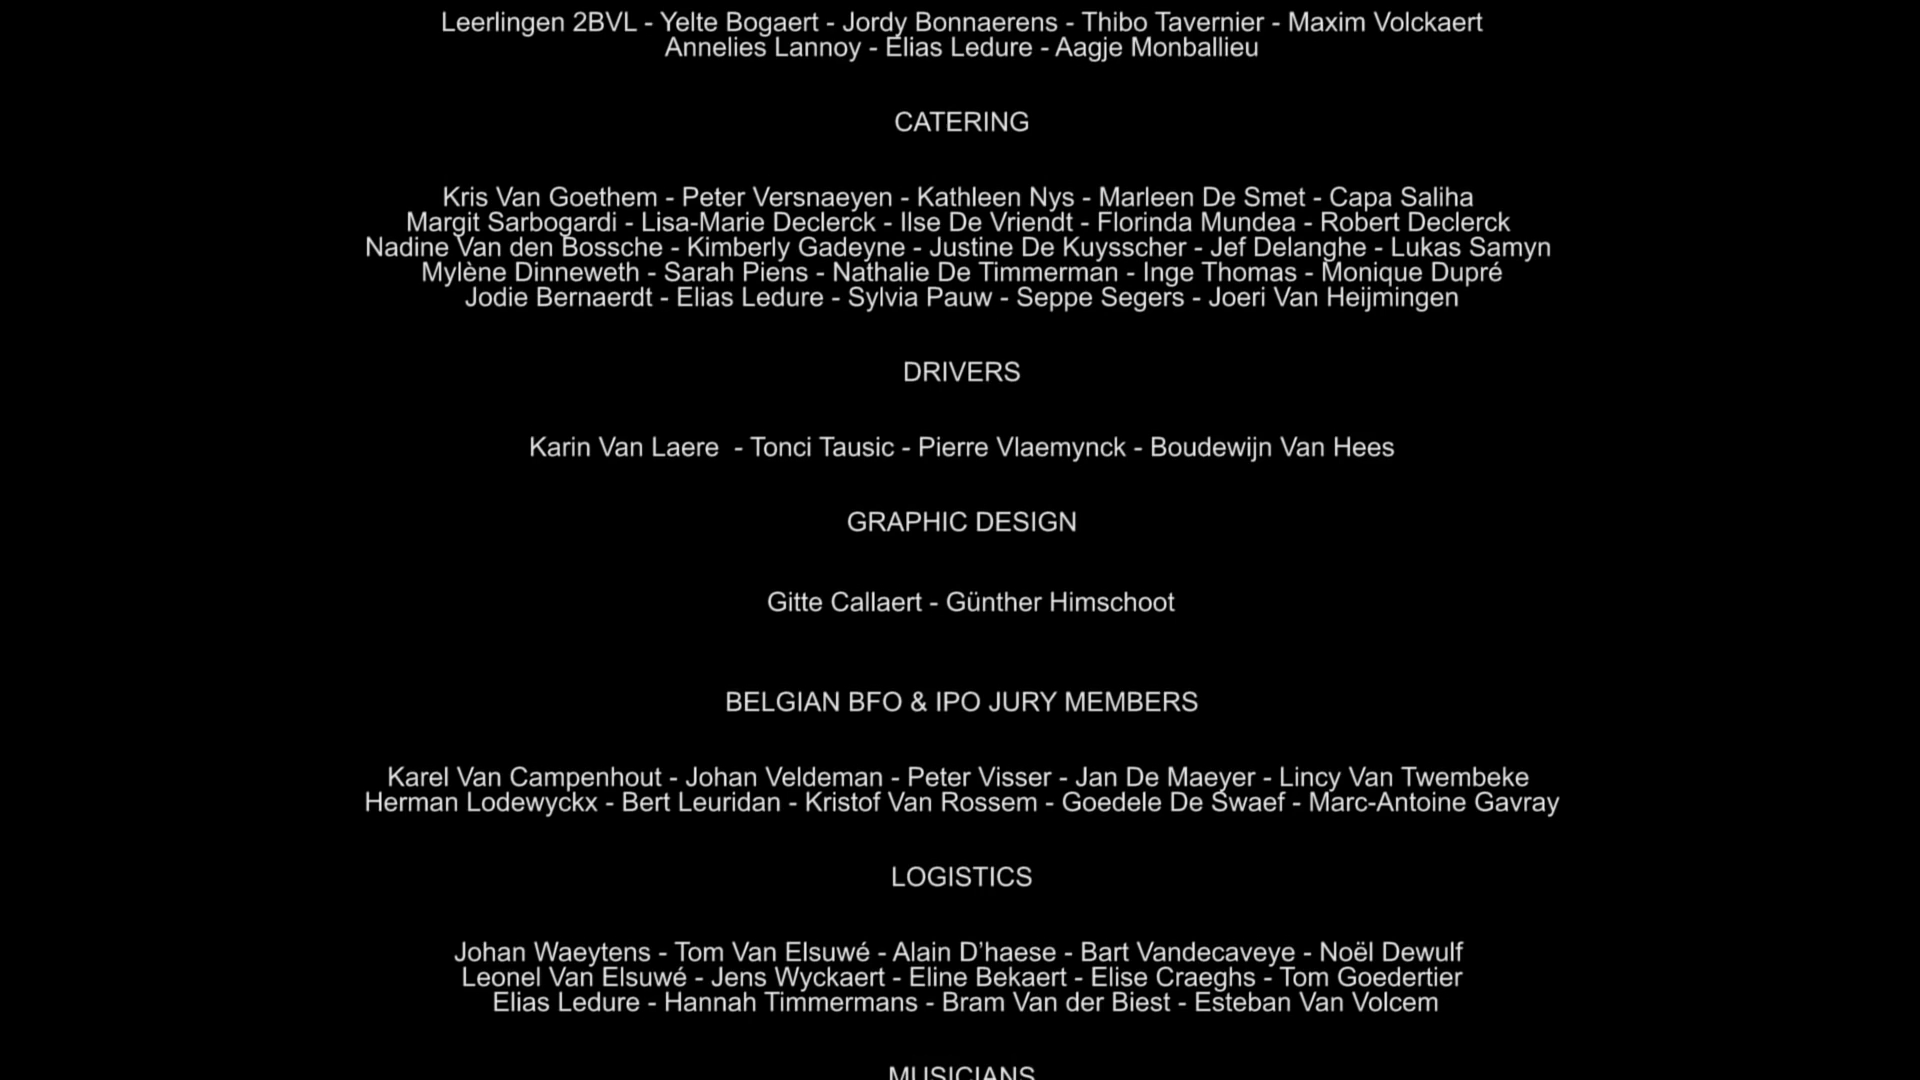 Leerlingen 2BVL - Yelte Bogaert - Jordy Bonnaerens - Thibo Tavernier - Maxim Volckaert
Annelies Lannoy - Elias Ledure - Aagje Monballieu
CATERING
Kris Van Goethem - Peter Versnaeyen - Kathleen Nys - Marleen De Smet - Capa Saliha
Margit Sarbogardi - Lisa-Marie Declerck - Ilse De Vriendt - Florinda Mundea - Robert Declerck
Nadine Van den Bossche - Kimberly Gadeyne - Justine De Kuysscher - Jef Delanghe - Lukas Samyn
Mylène Dinneweth - Sarah Piens - Nathalie De Timmerman - Inge Thomas - Monique Dupré
Jodie Bernaerdt - Elias Ledure - Sylvia Pauw - Seppe Segers - Joeri Van Heijmingen
DRIVERS
Karin Van Laere  - Tonci Tausic - Pierre Vlaemynck - Boudewijn Van Hees
GRAPHIC DESIGN
Gitte Callaert - Günther Himschoot
BELGIAN BFO & IPO JURY MEMBERS
Karel Van Campenhout - Johan Veldeman - Peter Visser - Jan De Maeyer - Lincy Van Twembeke
Herman Lodewyckx - Bert Leuridan - Kristof Van Rossem - Goedele De Swaef - Marc-Antoine Gavray
LOGISTICS
Johan Waeytens - Tom Van Elsuwé - Alain D’haese - Bart Vandecaveye - Noël Dewulf
Leonel Van Elsuwé - Jens Wyckaert - Eline Bekaert - Elise Craeghs - Tom Goedertier
Elias Ledure - Hannah Timmermans - Bram Van der Biest - Esteban Van Volcem
MUSICIANS